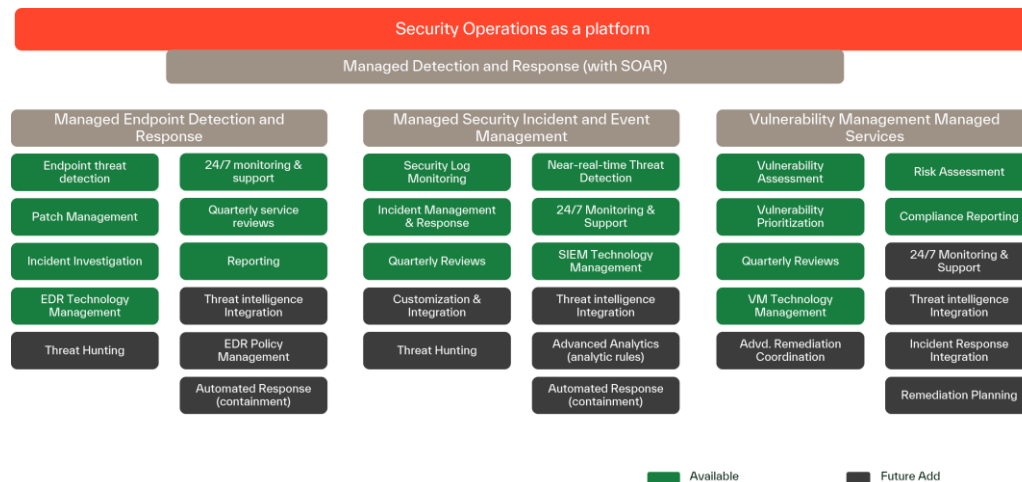 Security Operations as a platform
Managed Detection and Response (with SOAR)
Managed Endpoint Detection and
Response
Endpoint threat
detection
24/7 monitoring &
support
Patch Management
Quarterly service
reviews
Incident Investigation
Reporting
EDR Technology
Management
Threat intelligence
Integration
Threat Hunting
EDR Policy
Management
Automated Response
(containment)
Managed Security Incident and Event
Management
Security Log
Monitoring
Near-real-time Threat
Detection
Incident Management
& Response
24/7 Monitoring &
Support
Quarterly Reviews
SIEM Technology
Management
Customization &
Integration
Threat intelligence
Integration
Threat Hunting
Advanced Analytics
(analytic rules)
Automated Response
(containment)
Vulnerability Management Managed
Services
Vulnerability
Assessment
Risk Assessment
Vulnerability
Prioritization
Compliance Reporting
Quarterly Reviews
24/7 Monitoring &
Support
VM Technology
Management
Threat intelligence
Integration
Advd. Remediation
Coordination
Incident Response
Integration
Remediation Planning
Available
Future Add